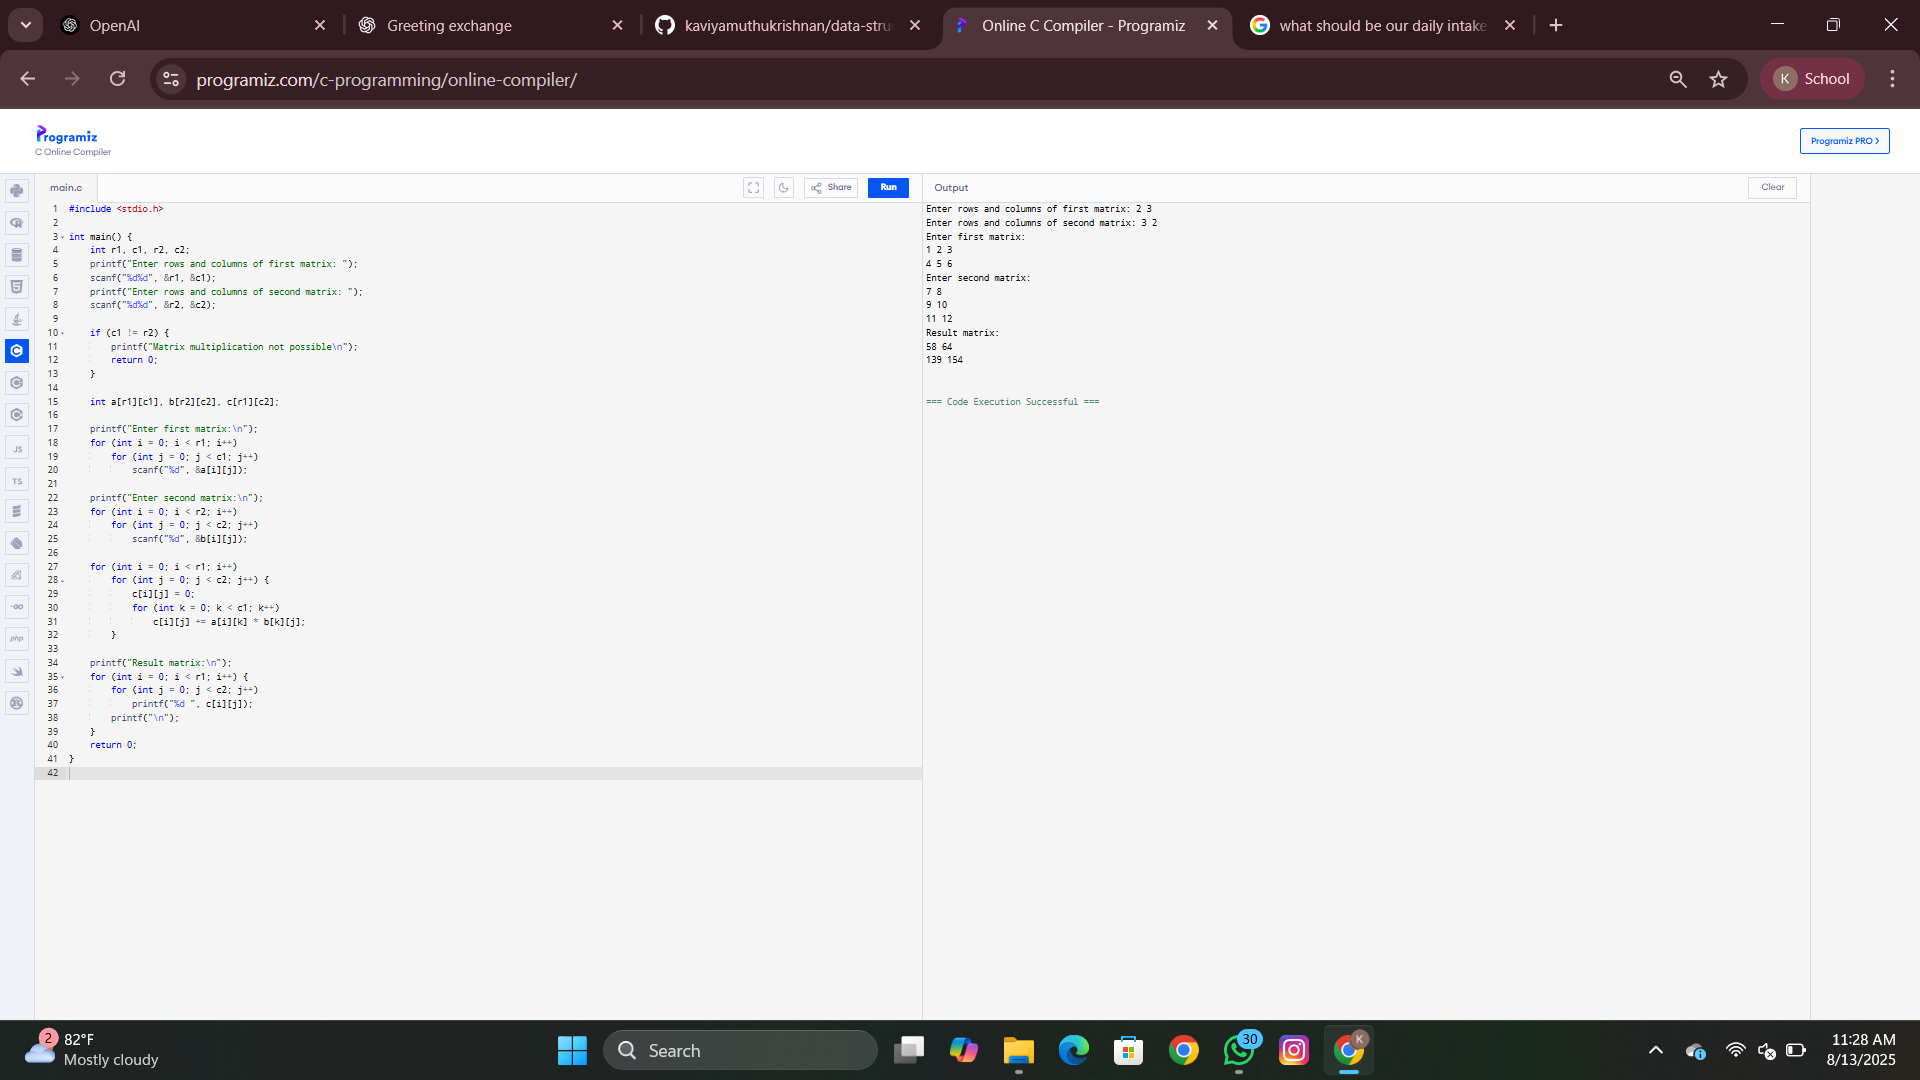 OpenAI
Greeting exchange
kaviyamuthukrishnan/data-stru
Online C Compiler - Programiz
what should be our daily intake
programiz.com/c-programming/online-compiler/
K School
Programiz
C Online Compiler
Programiz PRO >
main.c
Share
Run
Output
Clear
1 #include <stdio.h>
2
3 int main() {
4 int r1, c1, r2, c2;
5 printf("Enter rows and columns of first matrix: ");
6 scanf("%d%d", &r1, &c1);
7 printf("Enter rows and columns of second matrix: ");
8 scanf("%d%d", &r2, &c2);
9
10 if (c1 != r2) {
11 printf("Matrix multiplication not possible\n");
12 return 0;
13 }
14
15 int a[r1][c1], b[r2][c2], c[r1][c2];
16
17 printf("Enter first matrix:\n");
18 for (int i = 0; i < r1; i++)
19 for (int j = 0; j < c1; j++)
20 scanf("%d", &a[i][j]);
21
22 printf("Enter second matrix:\n");
23 for (int i = 0; i < r2; i++)
24 for (int j = 0; j < c2; j++)
25 scanf("%d", &b[i][j]);
26
27 for (int i = 0; i < r1; i++)
28 for (int j = 0; j < c2; j++) {
29 c[i][j] = 0;
30 for (int k = 0; k < c1; k++)
31 c[i][j] += a[i][k] * b[k][j];
32 }
33
34 printf("Result matrix:\n");
35 for (int i = 0; i < r1; i++) {
36 for (int j = 0; j < c2; j++)
37 printf("%d ", c[i][j]);
38 printf("\n");
39 }
40 return 0;
41 }
42
Enter rows and columns of first matrix: 2 3
Enter rows and columns of second matrix: 3 2
Enter first matrix:
1 2 3
4 5 6
Enter second matrix:
7 8
9 10
11 12
Result matrix:
58 64
139 154
=== Code Execution Successful ===
JS
TS
GO
php
2
82°F
Mostly cloudy
Search
30
K
11:28 AM
8/13/2025